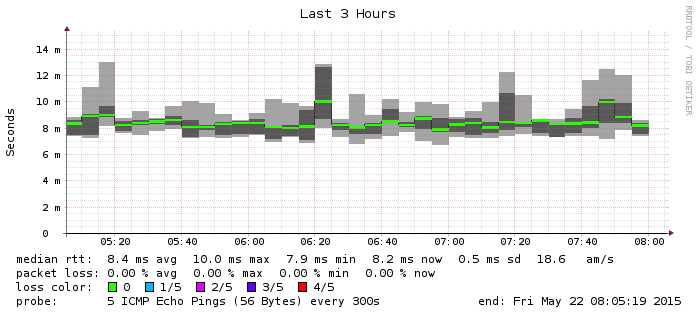 Last 3 Hours
RRDTOOL / TOBI OETIKER
Seconds
14 m
12 m
10 m
8 m
6 m
4 m
2 m
0
05:20 05:40 06:00 06:20 06:40 07:00 07:20 07:40 08:00
median rtt: 8.4 ms avg 10.0 ms max 7.9 ms min 8.2 ms now 0.5 ms sd 18.6 am/s
packet loss: 0.00 % avg 0.00 % max 0.00 % min 0.00 % now
loss color: 0 1/5 2/5 3/5 4/5
probe: 5 ICMP Echo Pings (56 Bytes) every 300s end: Fri May 22 08:05:19 2015